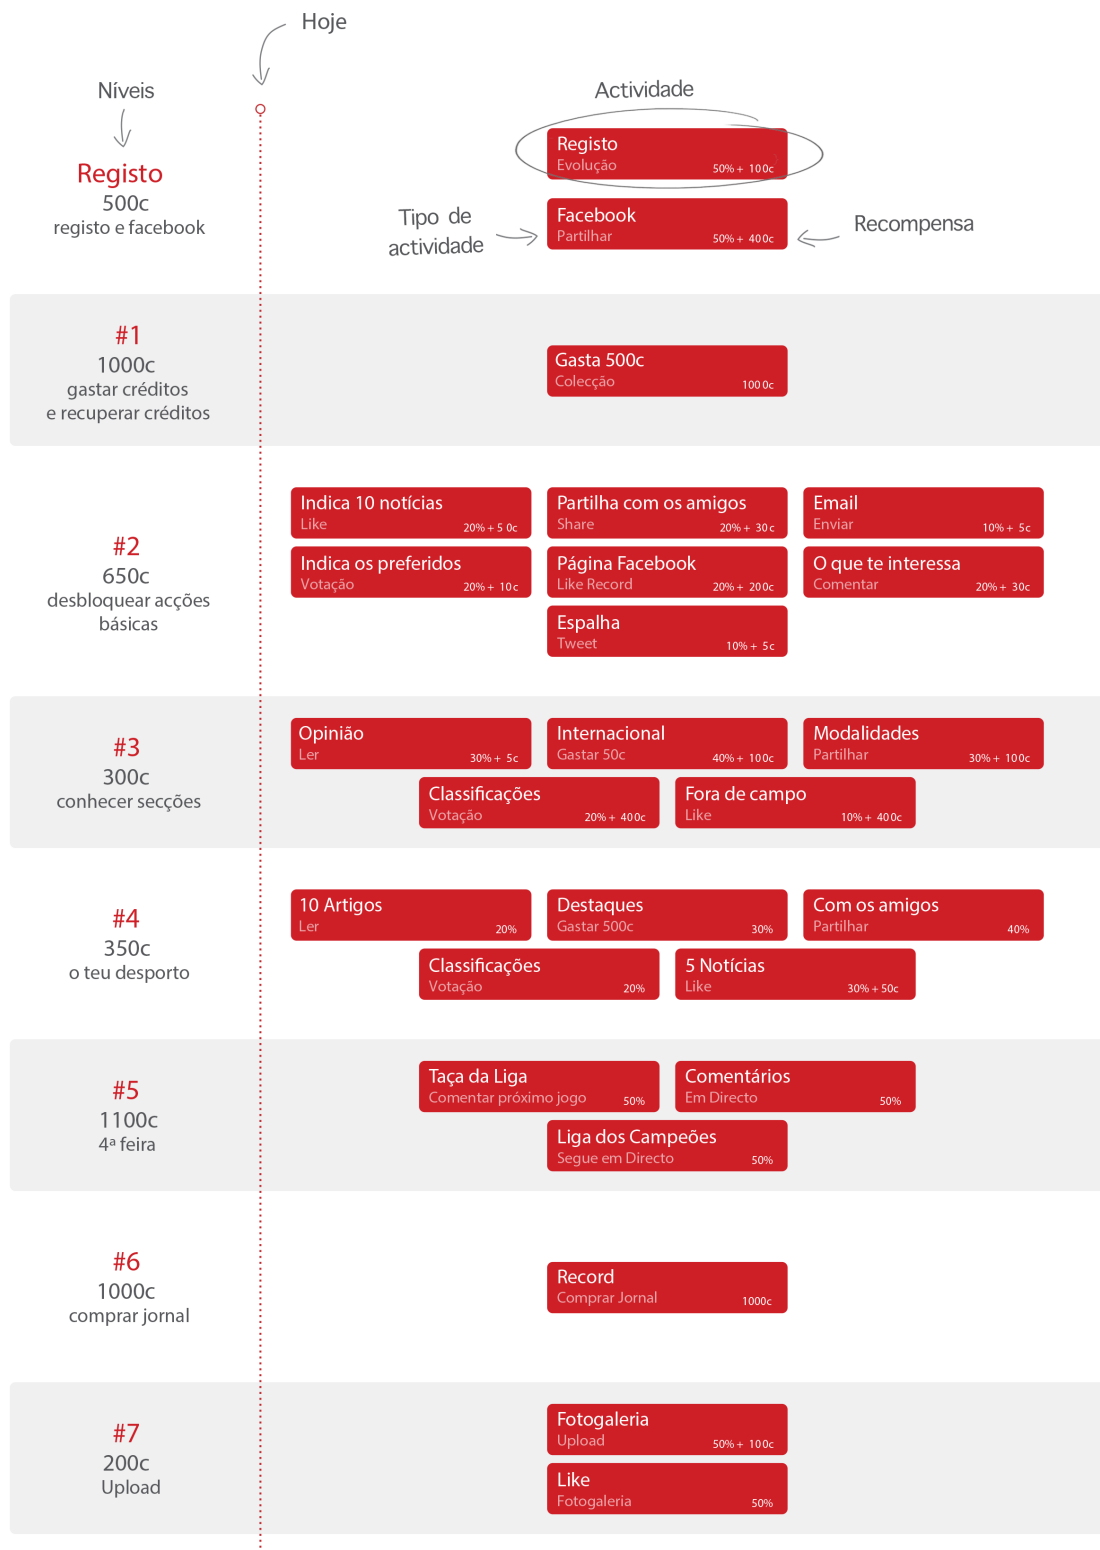 Hoje
Níveis
Actividade
Registo
500c
registo e facebook
Registo
Evolução
50% + 100c
Tipo de
actividade
Facebook
Partilhar
50% + 400c
Recompensa
#1
1000c
gastar créditos
e recuperar créditos
Gasta 500c
Colecção
1000c
#2
650c
desbloquear acções
básicas
Indica 10 notícias
Like
20% + 50c
Partilha com os amigos
Share
20% + 30c
Email
Enviar
10% + 5c
Indica os preferidos
Votação
20% + 10c
Página Facebook
Like Record
20% + 200c
O que te interessa
Comentar
20% + 30c
Espalha
Tweet
10% + 5c
#3
300c
conhecer secções
Opinião
Ler
30% + 5c
Internacional
Gastar 50c
40% + 100c
Modalidades
Partilhar
30% + 100c
Classificações
Votação
20% + 400c
Fora de campo
Like
10% + 400c
#4
350c
o teu desporto
10 Artigos
Ler
20%
Destaques
Gastar 500c
30%
Com os amigos
Partilhar
40%
Classificações
Votação
20%
5 Notícias
Like
30% + 50c
#5
1100c
4ª feira
Taça da Liga
Comentar próximo jogo
50%
Comentários
Em Directo
50%
Liga dos Campeões
Segue em Directo
50%
#6
1000c
comprar jornal
Record
Comprar Jornal
1000c
#7
200c
Upload
Fotogaleria
Upload
50% + 100c
Like
Fotogaleria
50%